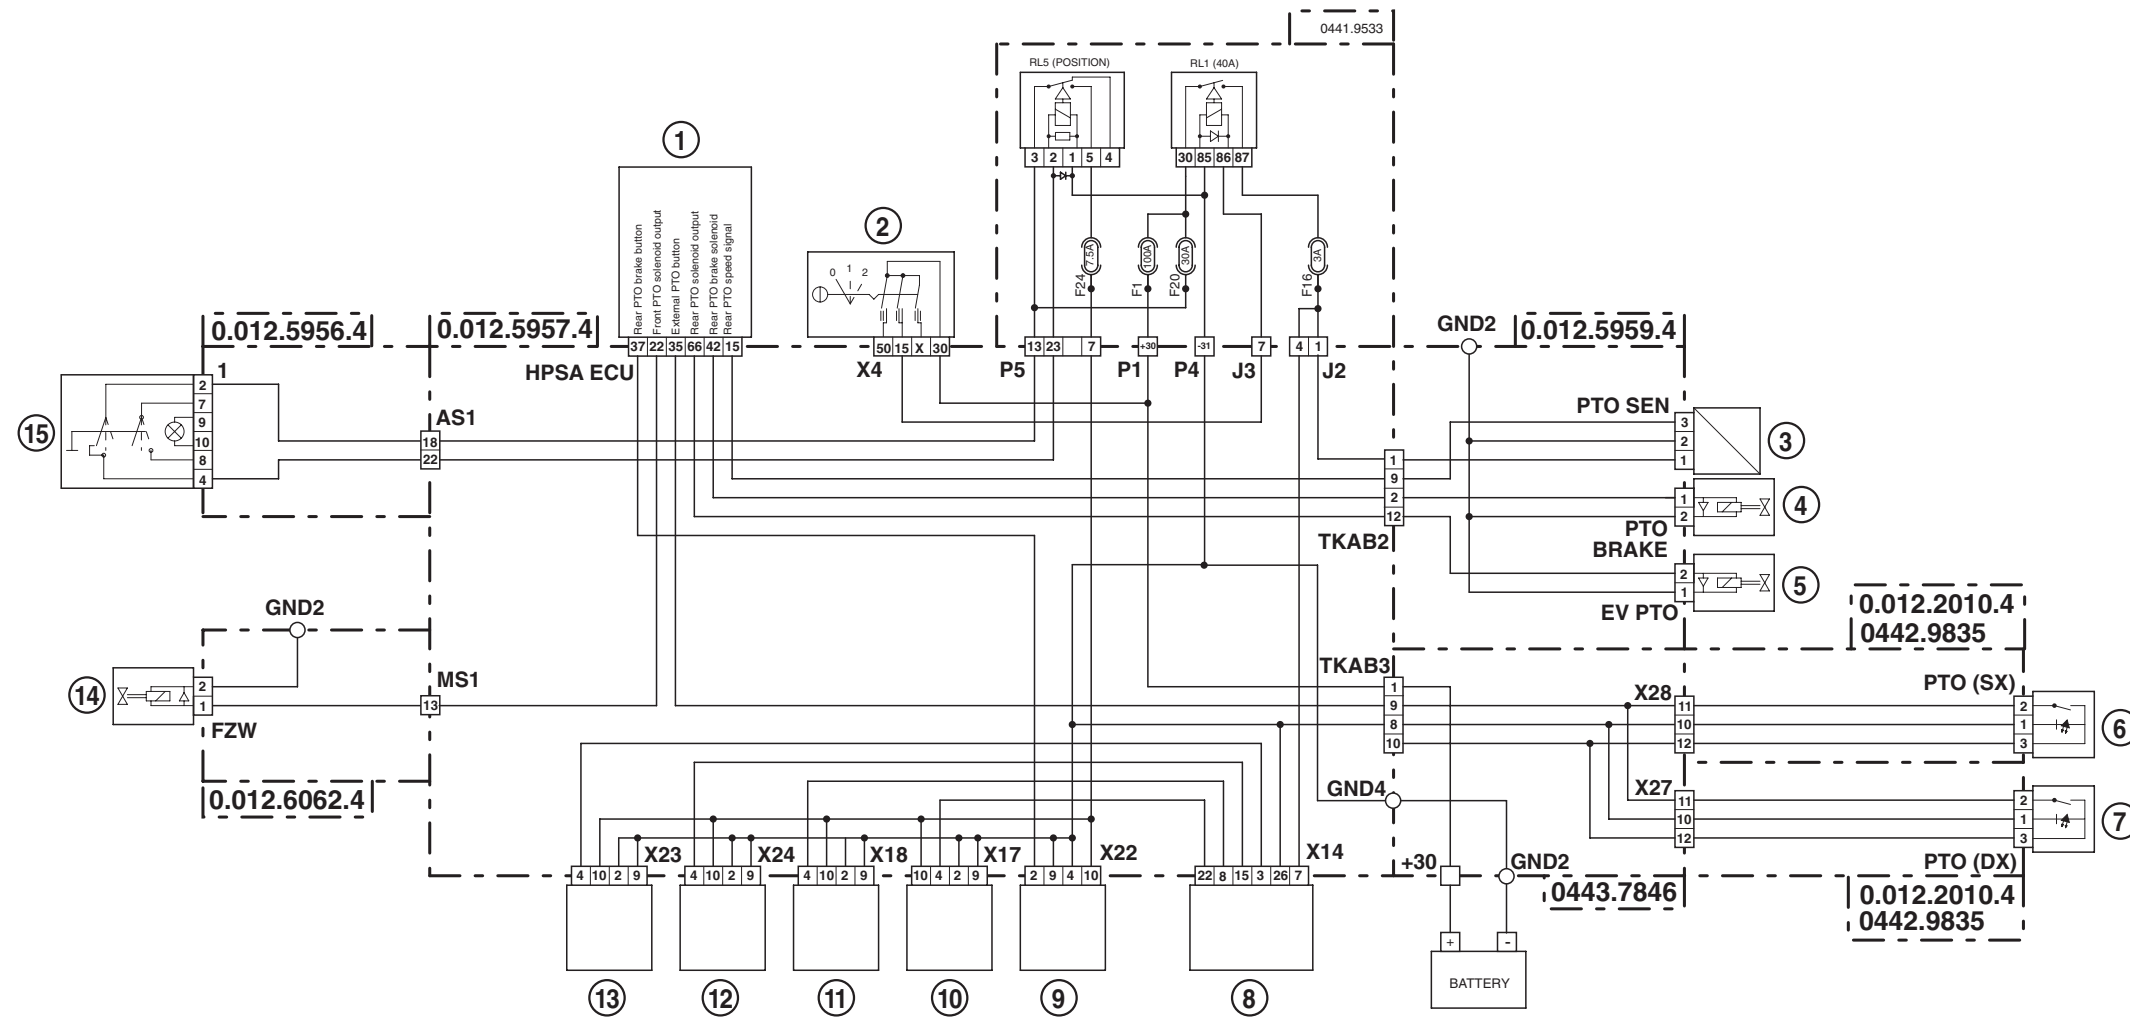 0441.9533
RL5 (POSITION)
RL1 (40A)
1
3 2 1 5 4
30 85 86 87
Rear PTO brake button
Front PTO solenoid output
External PTO button
Rear PTO solenoid output
Rear PTO brake solenoid
Rear PTO speed signal
2
0 1 2
7.5A
100A
30A
3A
F24
F1
F20
F16
0.012.5956.4
0.012.5957.4
GND2
0.012.5959.4
37 22 35 66 42 15
50 15 X 30
13 23 7
+30
-31
7
4 1
HPSA ECU
X4
P5
P1
P4
J3
J2
1
2
7
9
10
8
4
15
AS1
18
22
PTO SEN
3
2
1
3
1
9
2
12
TKAB2
1
2
4
PTO
BRAKE
2
1
5
EV PTO
0.012.2010.4
0442.9835
GND2
14
2
1
FZW
MS1
13
0.012.6062.4
TKAB3
1
9
8
10
X28
11
10
12
PTO (SX)
2
1
3
6
X27
11
10
12
2
1
3
7
PTO (DX)
GND4
X23
X24
X18
X17
X22
X14
+30
GND2
4 10 2 9
4 10 2 9
4 10 2 9
10 4 2 9
2 9 4 10
22 8 15 3 26 7
0443.7846
0.012.2010.4
0442.9835
+
-
BATTERY
13
12
11
10
9
8